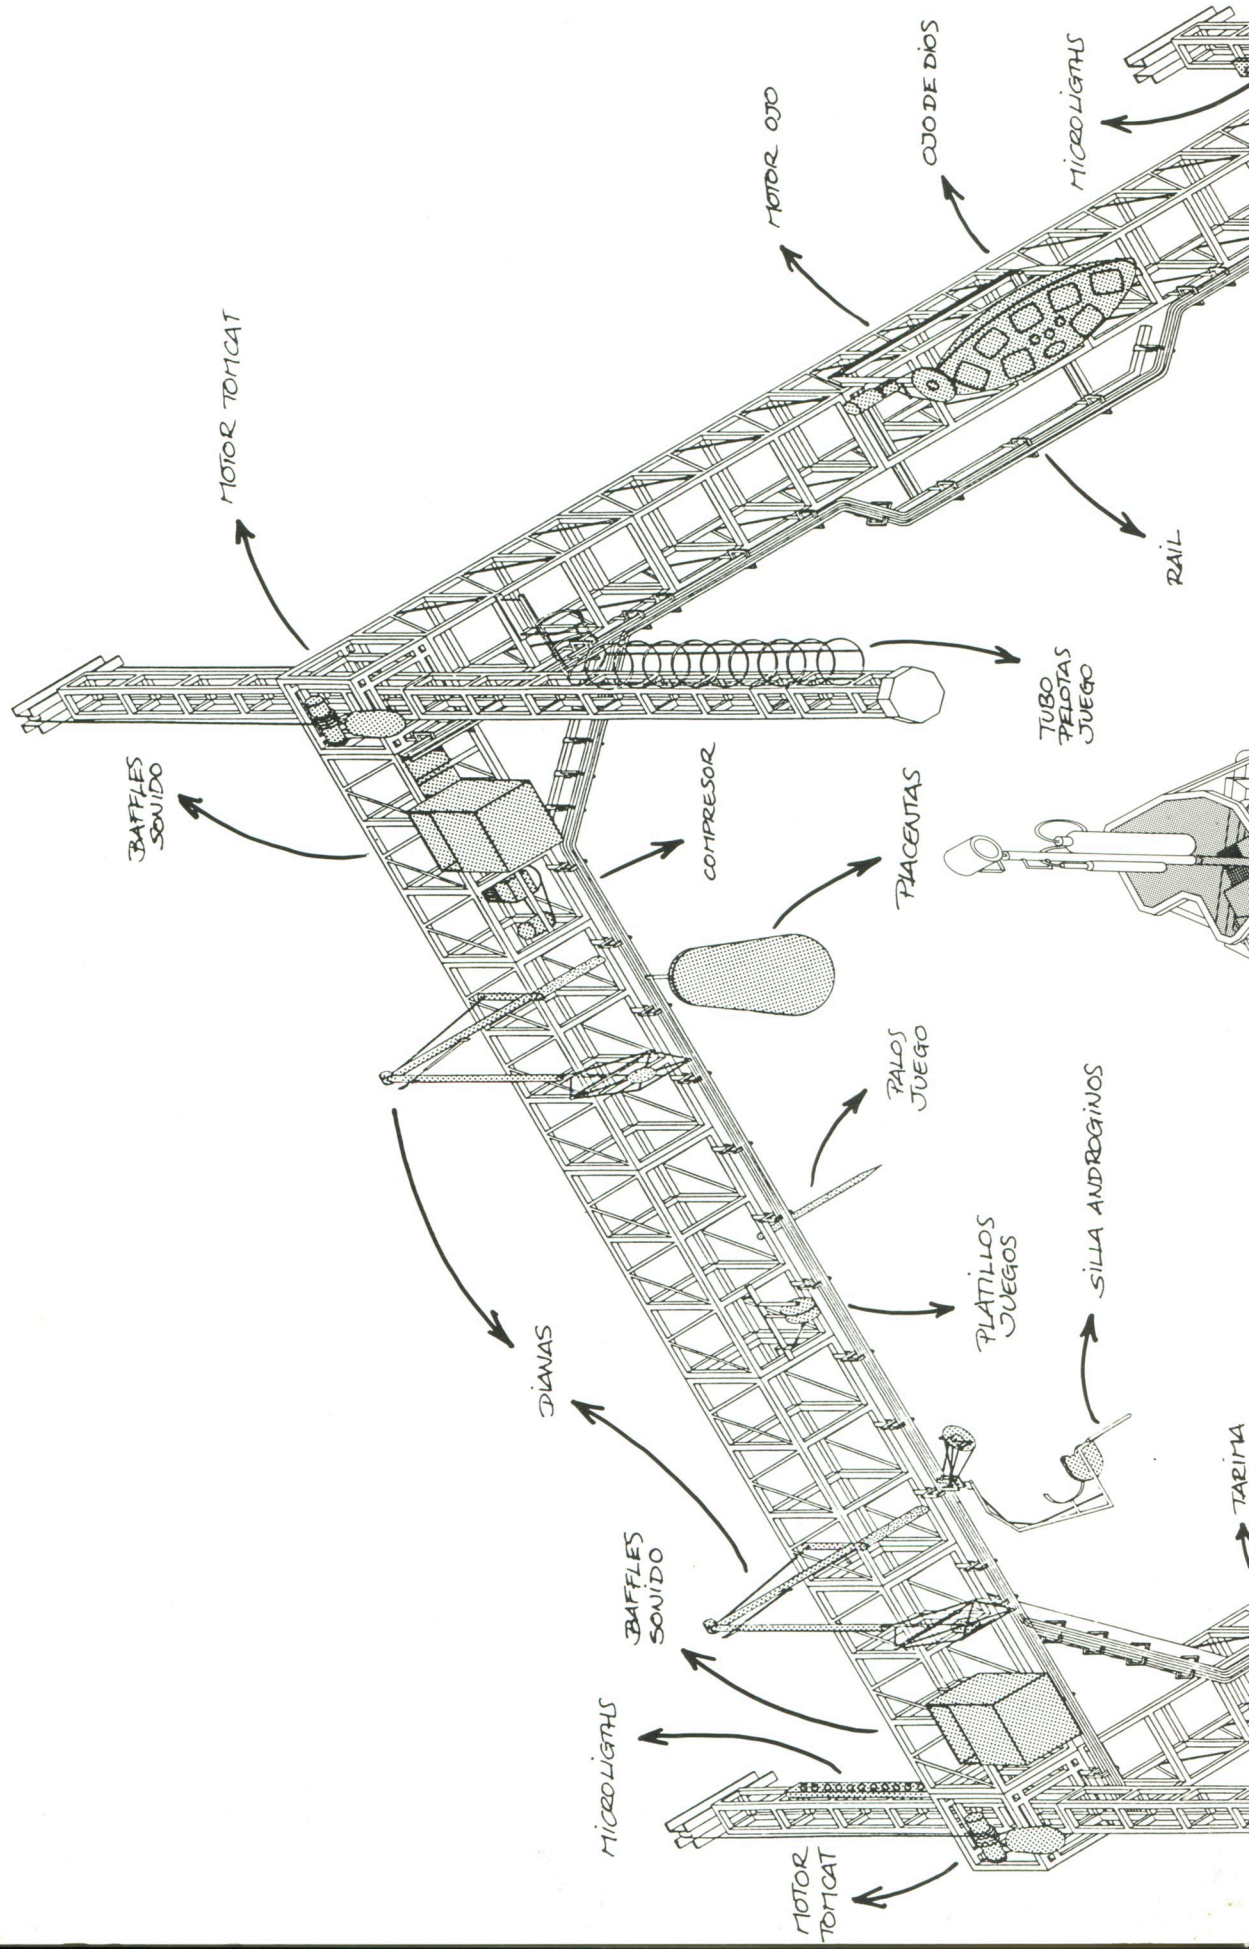 MOTOR TOMCAT
BAFFLES
SONIDO
MOTOR OJO
OJO DE DIOS
MICROLIGTHS
RAIL
TUBO
PELOTAS
JUEGO
COMPRESOR
PLACENTAS
PALOS
JUEGO
PLATILLOS
JUEGOS
SILLA ANDROGINOS
DIANAS
BAFFLES
SONIDO
MICROLIGTHS
MOTOR
TOMCAT
TARIMA